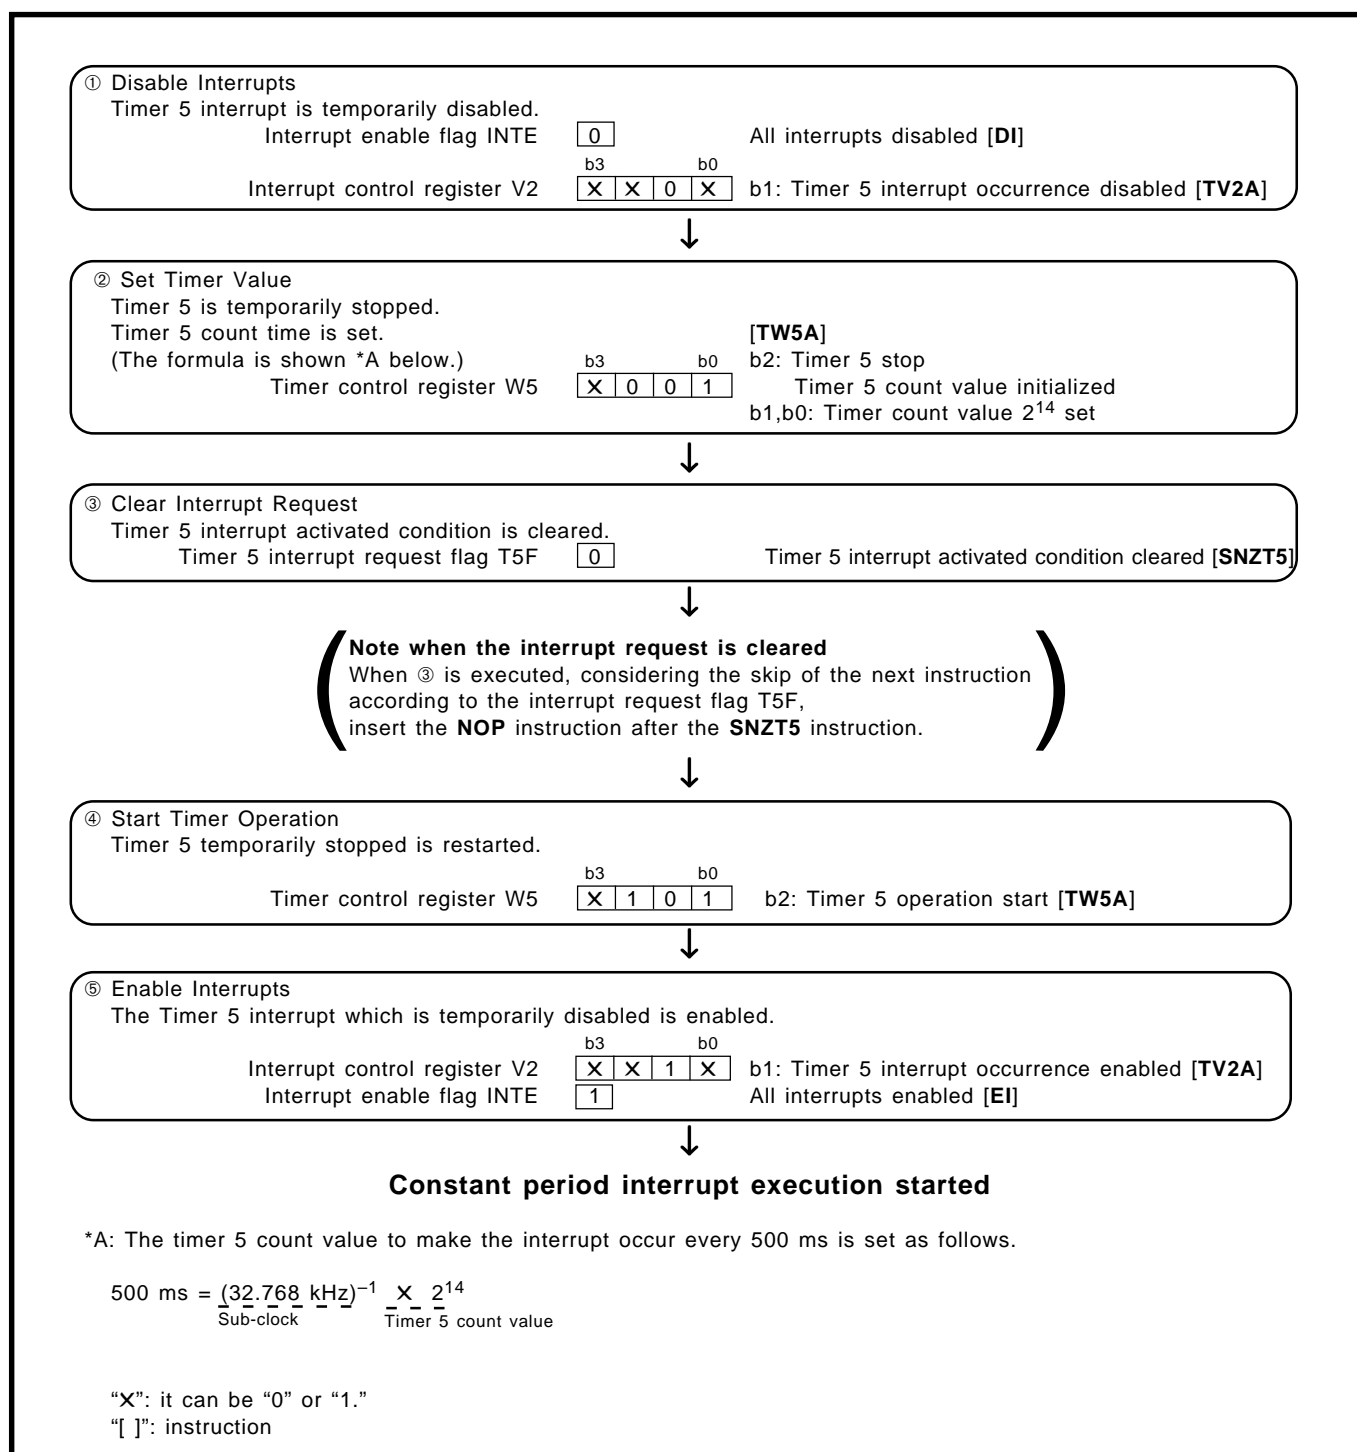 ① Disable Interrupts
Timer 5 interrupt is temporarily disabled.
Interrupt enable flag INTE 0 All interrupts disabled [DI]
b3 b0
Interrupt control register V2 X X 0 X b1: Timer 5 interrupt occurrence disabled [TV2A]
↓
② Set Timer Value
Timer 5 is temporarily stopped.
Timer 5 count time is set. [TW5A]
(The formula is shown *A below.) b3 b0 b2: Timer 5 stop
Timer control register W5 X 0 0 1 Timer 5 count value initialized
b1,b0: Timer count value 2¹⁴ set
↓
③ Clear Interrupt Request
Timer 5 interrupt activated condition is cleared.
Timer 5 interrupt request flag T5F 0 Timer 5 interrupt activated condition cleared [SNZT5]
↓
Note when the interrupt request is cleared
When ③ is executed, considering the skip of the next instruction
according to the interrupt request flag T5F,
insert the NOP instruction after the SNZT5 instruction.
↓
④ Start Timer Operation
Timer 5 temporarily stopped is restarted.
b3 b0
Timer control register W5 X 1 0 1 b2: Timer 5 operation start [TW5A]
↓
⑤ Enable Interrupts
The Timer 5 interrupt which is temporarily disabled is enabled.
b3 b0
Interrupt control register V2 X X 1 X b1: Timer 5 interrupt occurrence enabled [TV2A]
Interrupt enable flag INTE 1 All interrupts enabled [EI]
↓
Constant period interrupt execution started
*A: The timer 5 count value to make the interrupt occur every 500 ms is set as follows.
500 ms = (32.768 kHz)⁻¹ X 2¹⁴
Sub-clock Timer 5 count value
“X”: it can be “0” or “1.”
“[ ]”: instruction